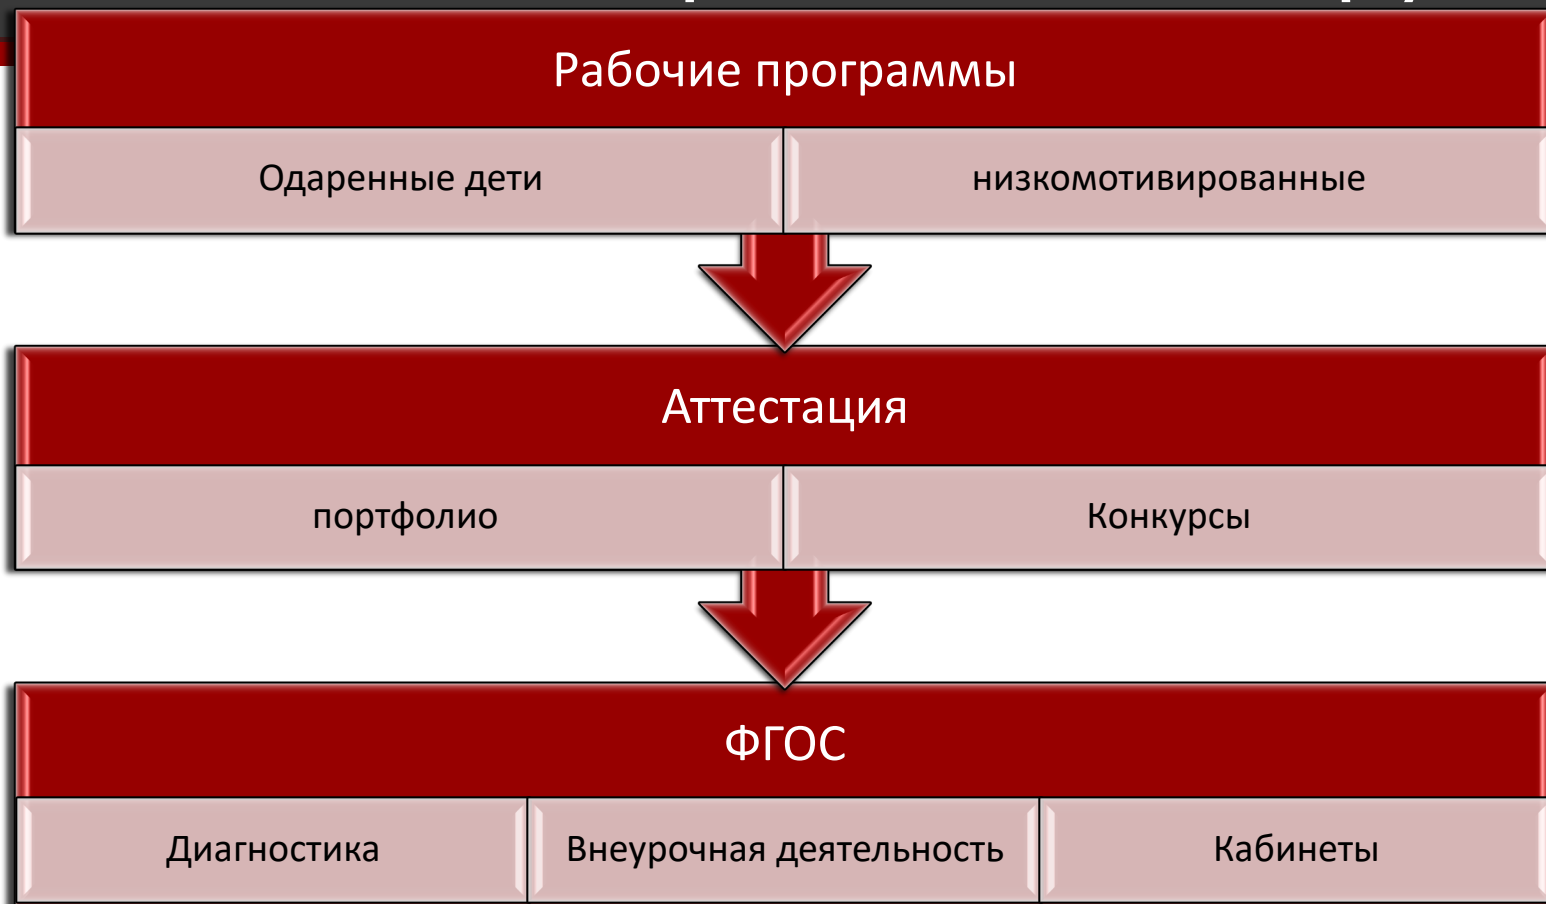 Рабочие программы
Одаренные дети
низкомотивированные
Аттестация
портфолио
Конкурсы
ФГОС
Диагностика
Внеурочная деятельность
Кабинеты